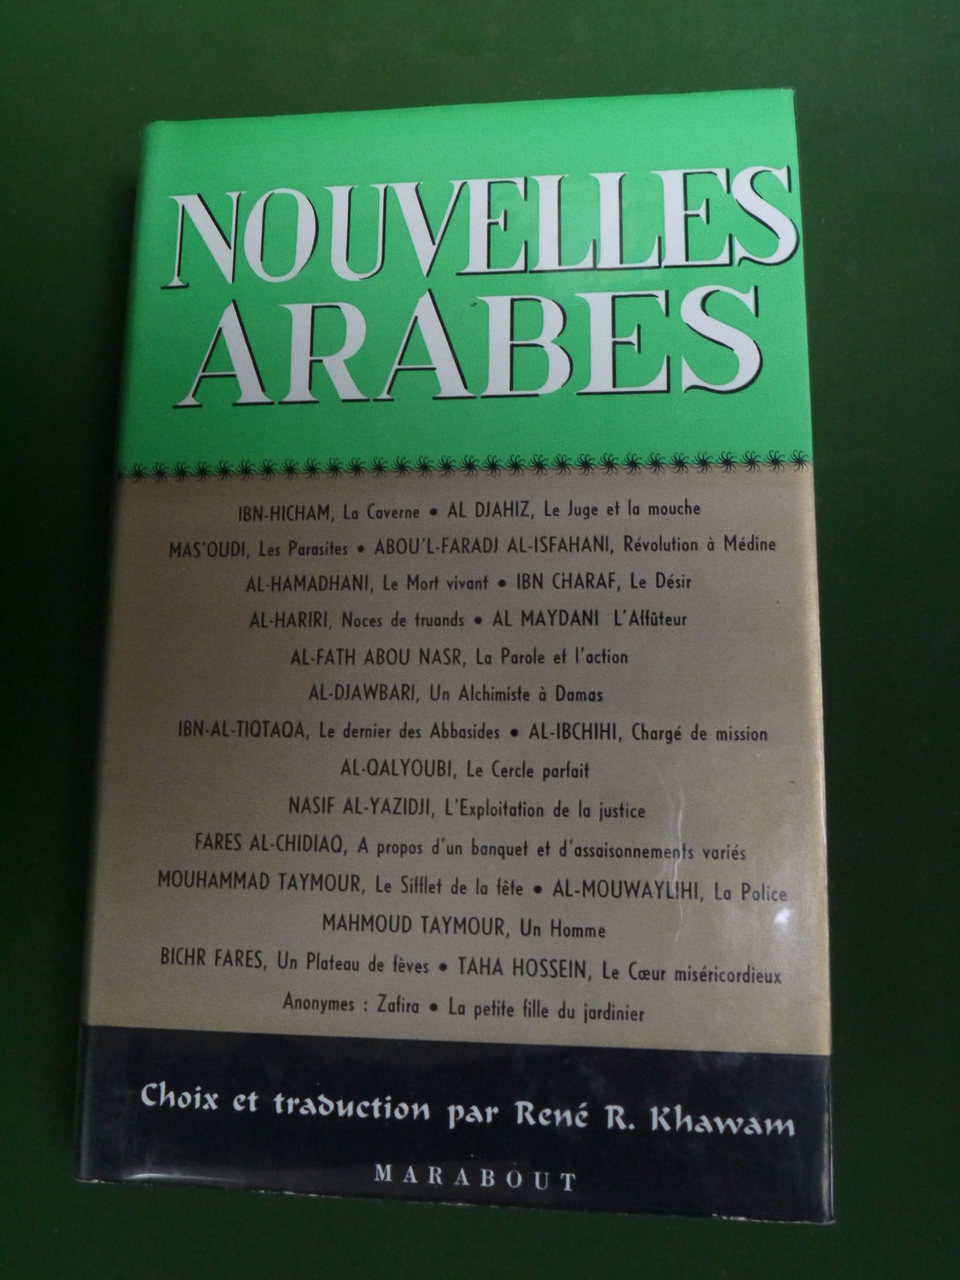 NOUVELLES
ARABES
IBN-HICHAM, La Caverne • AL DJAHIZ, Le Juge et la mouche
MAS'OUDI, Les Parasites • ABOU'L-FARADJ AL-ISFAHANI, Révolution à Médine
AL-HAMADHANI, Le Mort vivant • IBN CHARAF, Le Désir
AL-HARIRI, Noces de truands • AL MAYDANI L'Affûteur
AL-FATH ABOU NASR, La Parole et l'action
AL-DJAWBARI, Un Alchimiste à Damas
IBN-AL-TIQTAQA, Le dernier des Abbasides • AL-IBCHIHI, Chargé de mission
AL-QALYOUBI, Le Cercle parfait
NASIF AL-YAZIDJI, L'Exploitation de la justice
FARES AL-CHIDIAQ, A propos d'un banquet et d'assaisonnements variés
MOUHAMMAD TAYMOUR, Le Sifflet de la fête • AL-MOUWAYLIHI, La Police
MAHMOUD TAYMOUR, Un Homme
BICHR FARES, Un Plateau de fèves • TAHA HOSSEIN, Le Cœur miséricordieux
Anonymes : Zafira • La petite fille du jardinier
Choix et traduction par René R. Khawam
MARABOUT